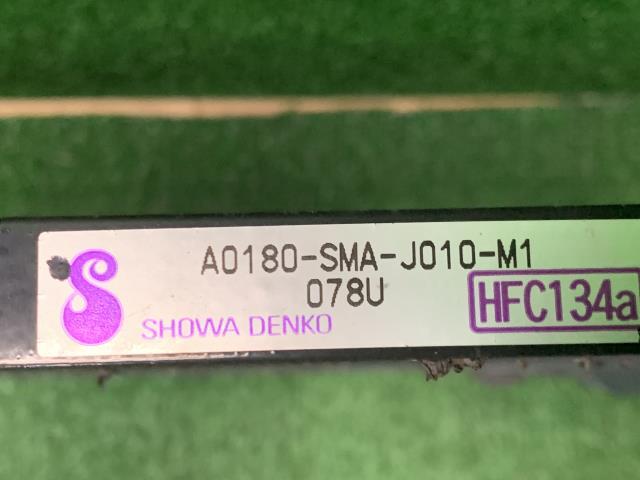 A0180-SMA-J010-M1
078U
HFC134a
SHOWA DENKO